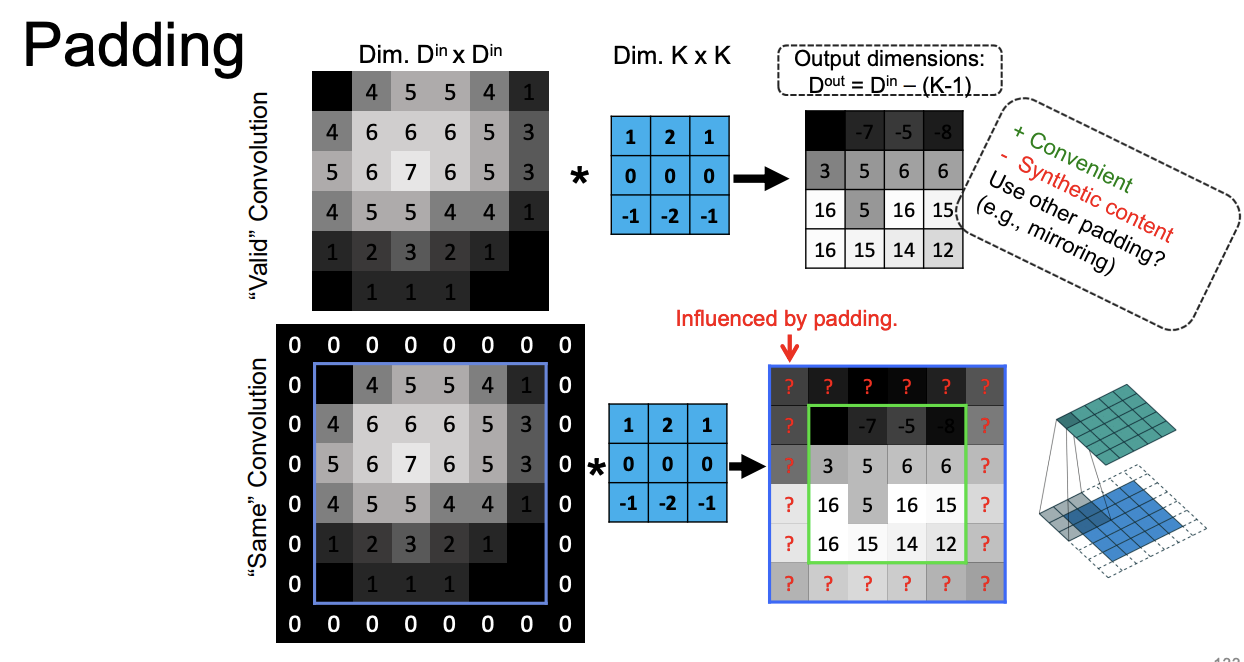 Padding
Dim. Dⁱⁿ x Dⁱⁿ
Dim. K x K
Output dimensions:
Dᵒᵘᵗ = Dⁱⁿ – (K-1)
“Valid” Convolution
4 5 5 4 1
4 6 6 6 5 3
5 6 7 6 5 3
4 5 5 4 4 1
1 2 3 2 1
1 1 1
*
1 2 1
0 0 0
-1 -2 -1
-7 -5 -8
3 5 6 6
16 5 16 15
16 15 14 12
+ Convenient
- Synthetic content
Use other padding?
(e.g., mirroring)
Influenced by padding.
“Same” Convolution
0 0 0 0 0 0 0 0
0 4 5 5 4 1 0
0 4 6 6 6 5 3 0
0 5 6 7 6 5 3 0
0 4 5 5 4 4 1 0
0 1 2 3 2 1 0
0 1 1 1 0
0 0 0 0 0 0 0 0
*
1 2 1
0 0 0
-1 -2 -1
? ? ? ? ? ?
? -7 -5 -8 ?
? 3 5 6 6 ?
? 16 5 16 15 ?
? 16 15 14 12 ?
? ? ? ? ? ?